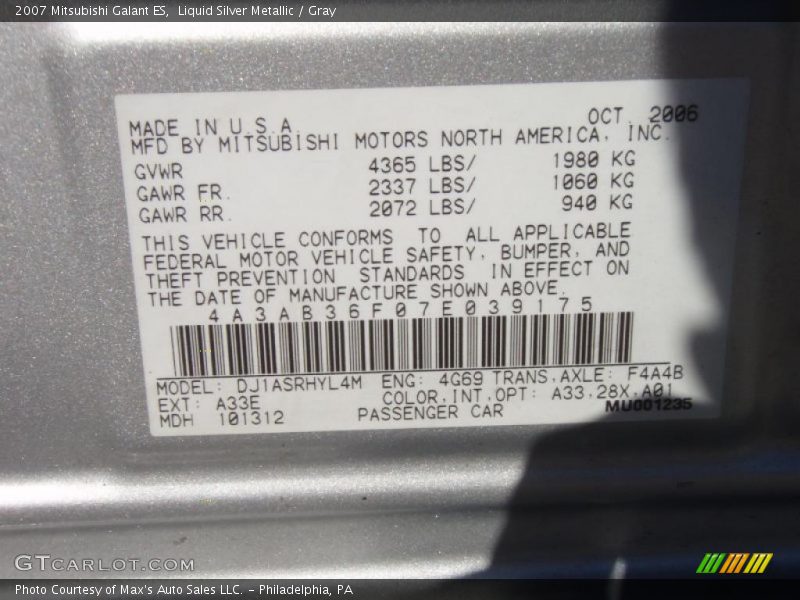 2007 Mitsubishi Galant ES,  Liquid Silver Metallic / Gray
MADE IN U.S.A OCT. 2006
MFD BY MITSUBISHI MOTORS NORTH AMERICA, INC.
GVWR 4365 LBS/ 1980 KG
GAWR FR. 2337 LBS/ 1060 KG
GAWR RR. 2072 LBS/ 940 KG
THIS VEHICLE CONFORMS TO ALL APPLICABLE
FEDERAL MOTOR VEHICLE SAFETY, BUMPER, AND
THEFT PREVENTION STANDARDS IN EFFECT ON
THE DATE OF MANUFACTURE SHOWN ABOVE.
4A3AB36F07E039175
MODEL: DJ1ASRHYL4M ENG: 4G69 TRANS.AXLE: F4A4B
EXT: A33E COLOR.INT.OPT: A33.28X.A01
MDH 101312 PASSENGER CAR MU001235
GTCARLOT.COM
Photo Courtesy of Max's Auto Sales LLC. - Philadelphia, PA